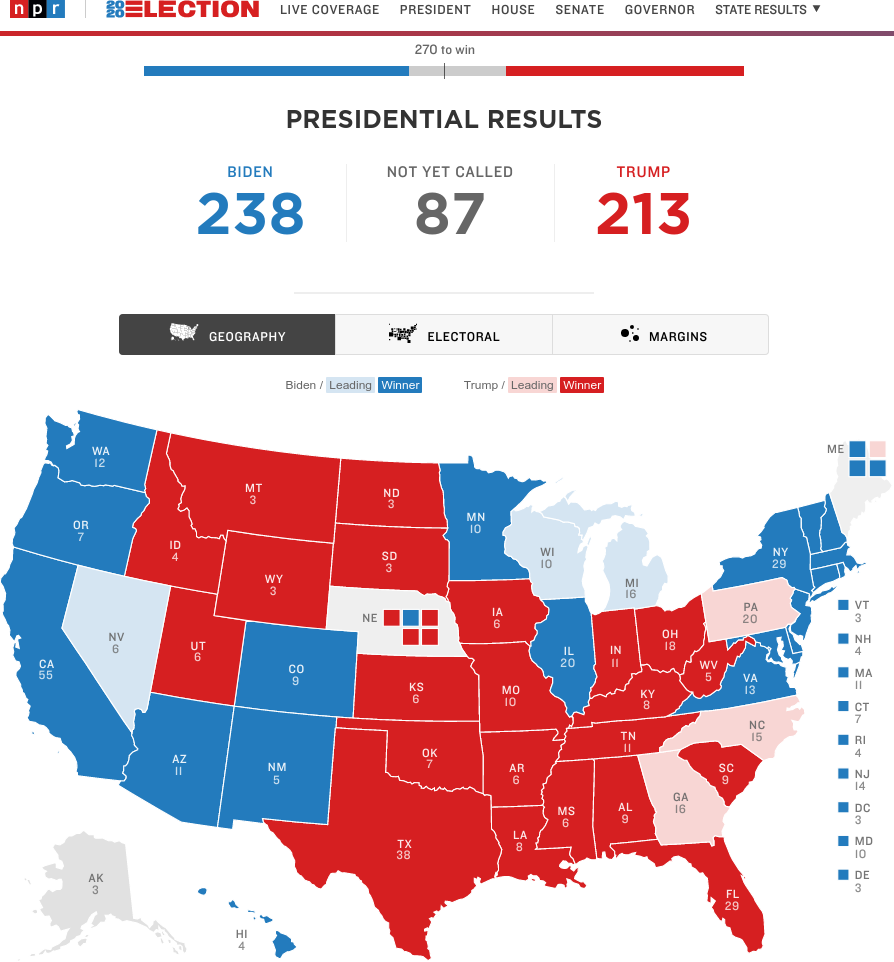 npr 2020 ELECTION LIVE COVERAGE PRESIDENT HOUSE SENATE GOVERNOR STATE RESULTS ▼
270 to win
PRESIDENTIAL RESULTS
BIDEN NOT YET CALLED TRUMP
238 87 213
GEOGRAPHY ELECTORAL MARGINS
Biden / Leading Winner Trump / Leading Winner
WA
12
OR
7
CA
55
NV
6
ID
4
MT
3
WY
3
UT
6
AZ
11
CO
9
NM
5
ND
3
SD
3
NE
KS
6
OK
7
TX
38
MN
10
IA
6
MO
10
AR
6
LA
8
WI
10
IL
20
MI
16
IN
11
OH
18
KY
8
TN
11
MS
6
AL
9
GA
16
FL
29
SC
9
NC
15
VA
13
WV
5
PA
20
NY
29
ME
AK
3
HI
4
VT
3
NH
4
MA
11
CT
7
RI
4
NJ
14
DC
3
MD
10
DE
3